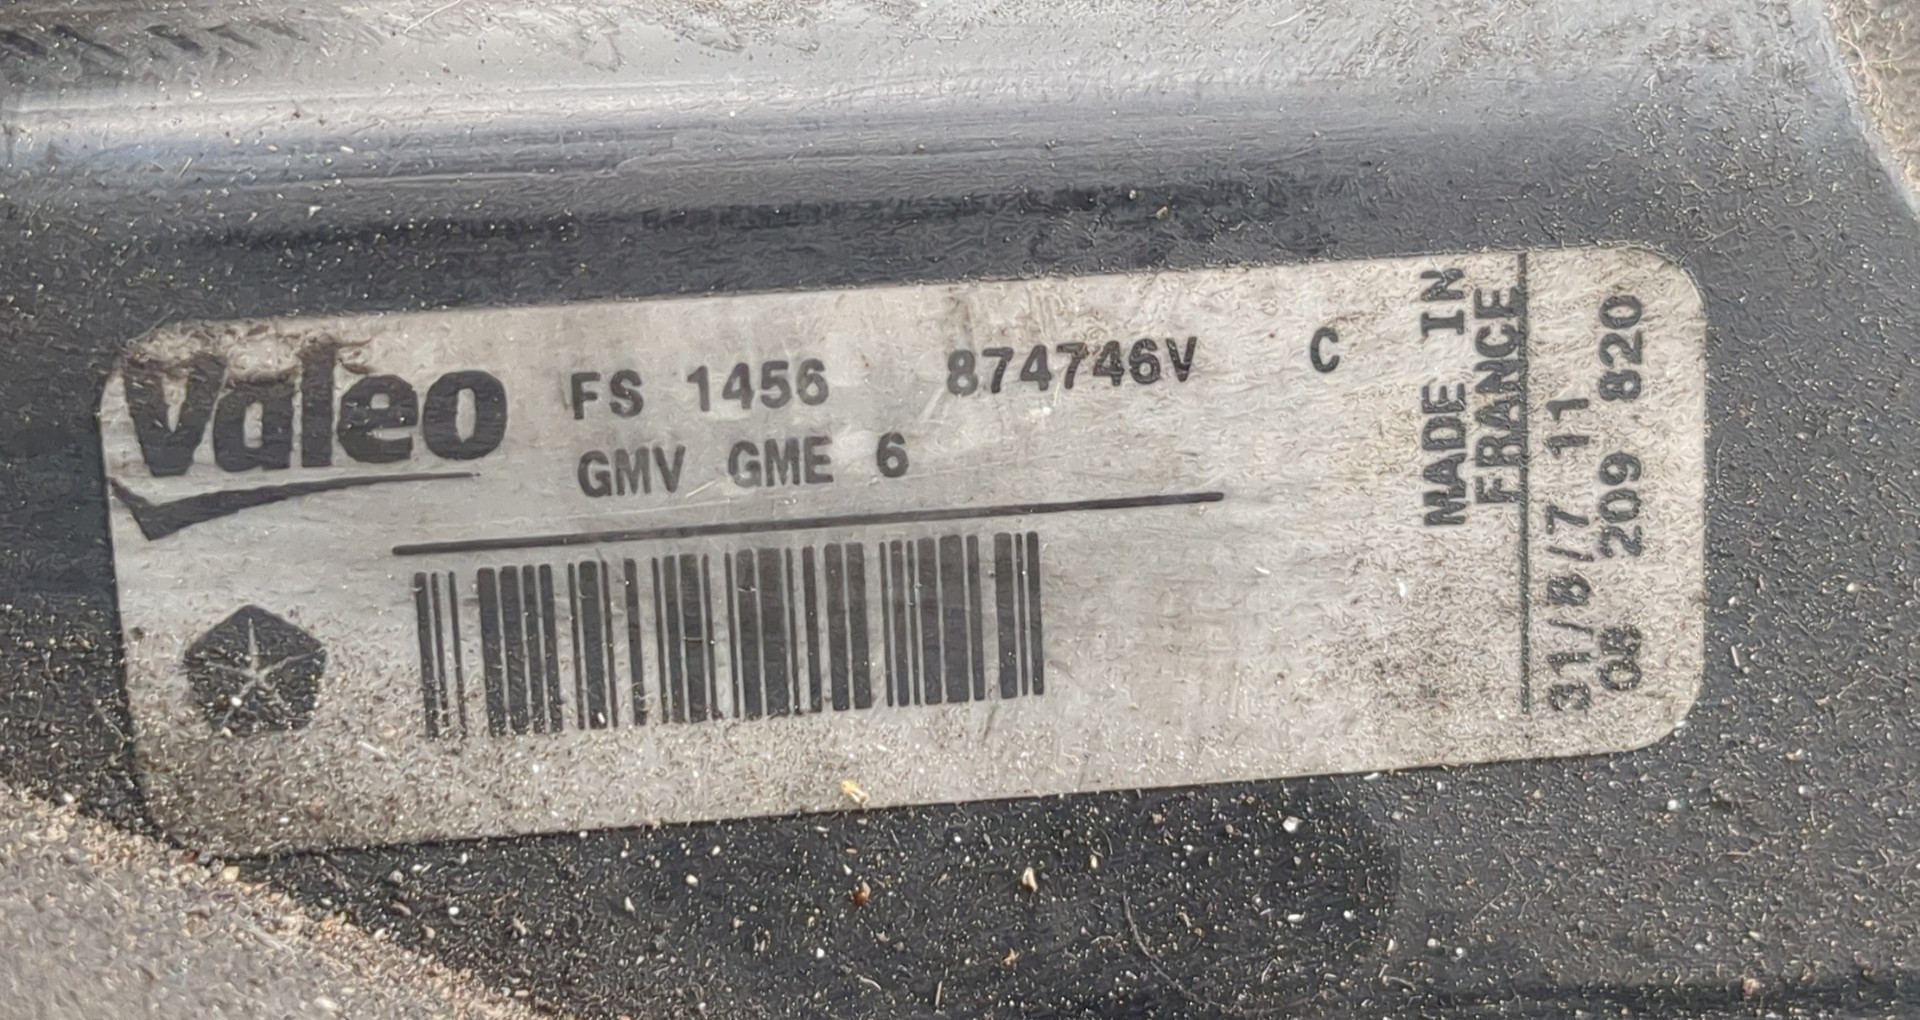 Valeo
FS 1456 874746V C
GMV GME 6
MADE IN
FRANCE
31/8/7 11
08 209 820